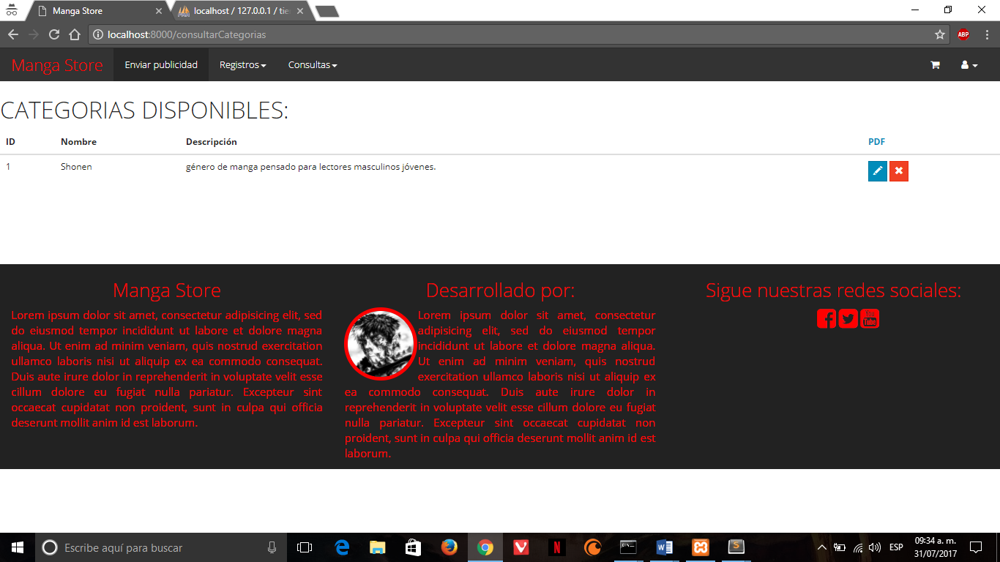 Manga Store
localhost / 127.0.0.1 / tie
localhost:8000/consultarCategorias
ABP
Manga Store
Enviar publicidad
Registros
Consultas
CATEGORIAS DISPONIBLES:
ID Nombre Descripción PDF
1 Shonen género de manga pensado para lectores masculinos jóvenes.
Manga Store
Lorem ipsum dolor sit amet, consectetur adipisicing elit, sed
do eiusmod tempor incididunt ut labore et dolore magna
aliqua. Ut enim ad minim veniam, quis nostrud exercitation
ullamco laboris nisi ut aliquip ex ea commodo consequat.
Duis aute irure dolor in reprehenderit in voluptate velit esse
cillum dolore eu fugiat nulla pariatur. Excepteur sint
occaecat cupidatat non proident, sunt in culpa qui officia
deserunt mollit anim id est laborum.
Desarrollado por:
Lorem ipsum dolor sit amet, consectetur
adipisicing elit, sed do eiusmod tempor
incididunt ut labore et dolore magna aliqua.
Ut enim ad minim veniam, quis nostrud
exercitation ullamco laboris nisi ut aliquip ex
ea commodo consequat. Duis aute irure dolor in
reprehenderit in voluptate velit esse cillum dolore eu fugiat
nulla pariatur. Excepteur sint occaecat cupidatat non
proident, sunt in culpa qui officia deserunt mollit anim id est
laborum.
Sigue nuestras redes sociales:
You
Tube
Escribe aquí para buscar
ESP
09:34 a. m.
31/07/2017